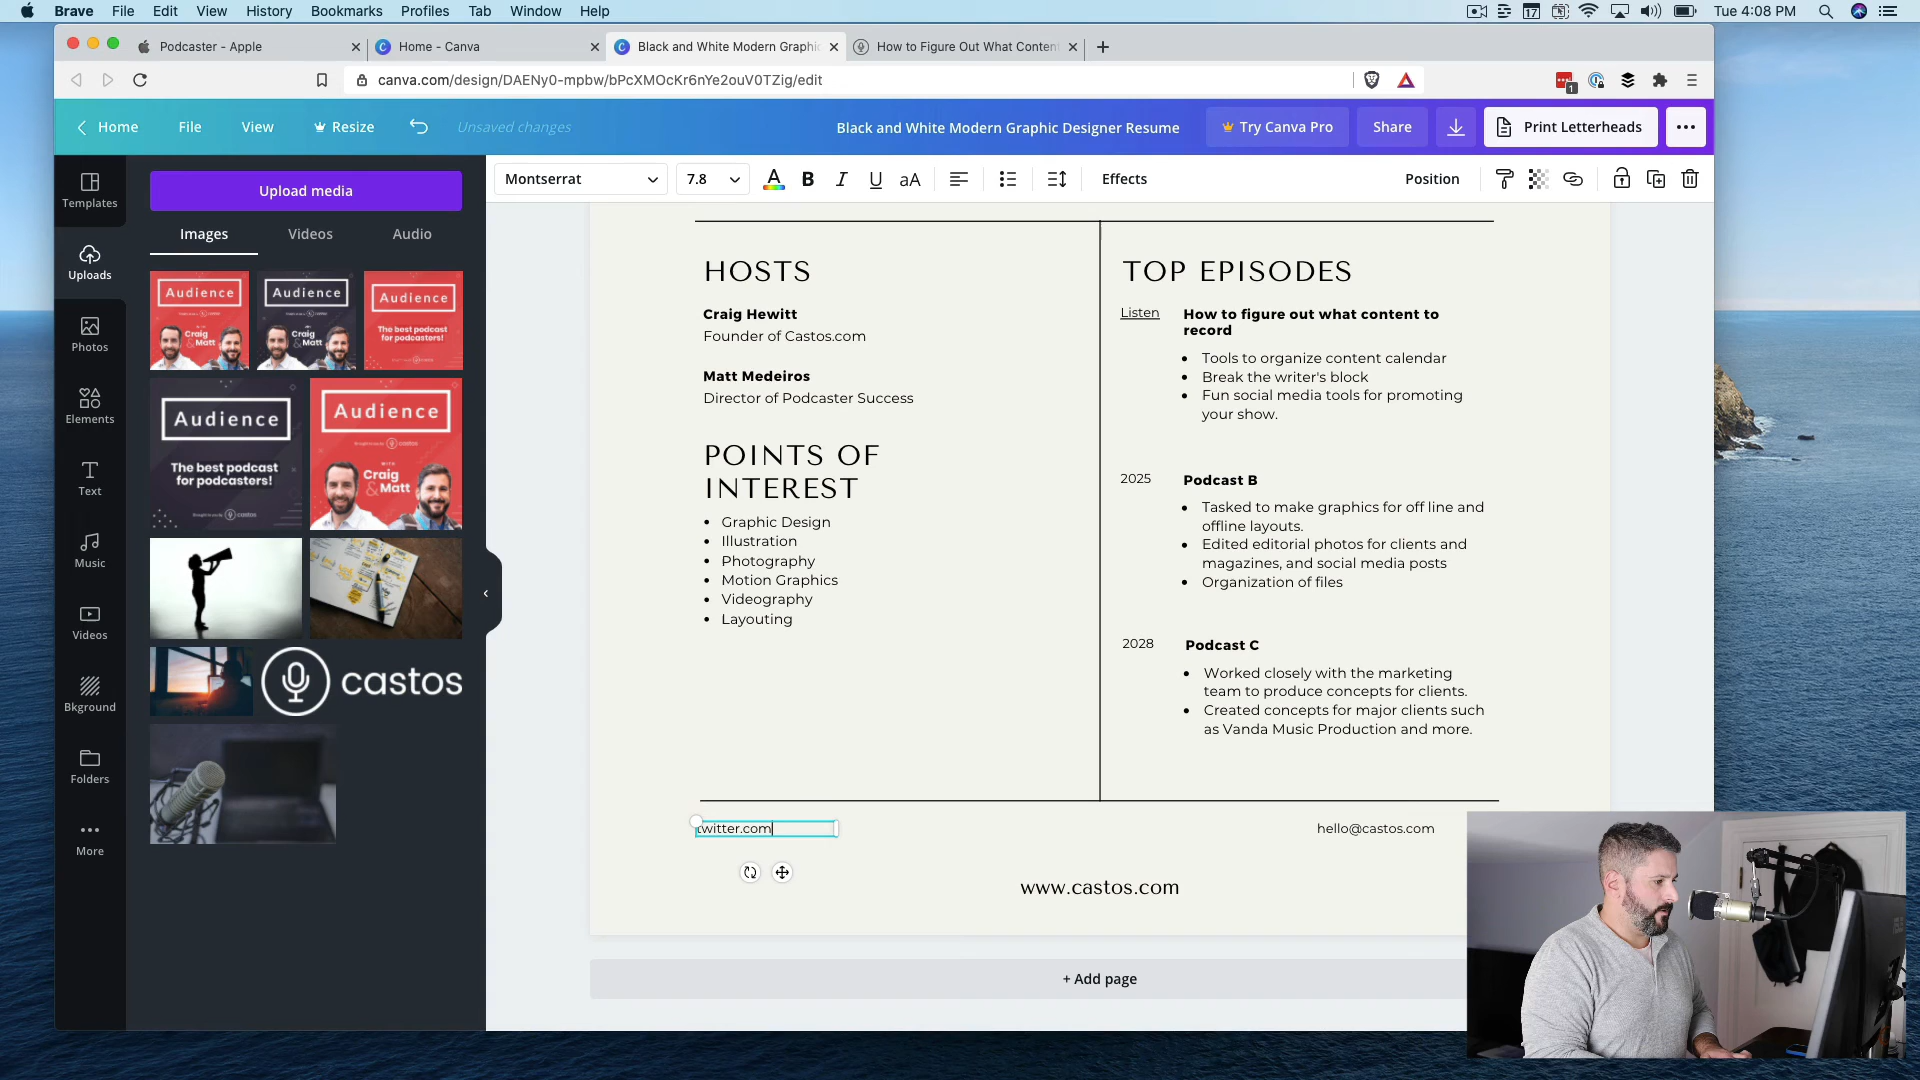 Brave File Edit View History Bookmarks Profiles Tab Window Help
17
Tue 4:08 PM
Podcaster - Apple
Home - Canva
Black and White Modern Graphic
How to Figure Out What Conten
canva.com/design/DAENy0-mpbw/bPcXMOcKr6nYe2ouV0TZig/edit
1
Home
File
View
Resize
Unsaved changes
Black and White Modern Graphic Designer Resume
Try Canva Pro
Share
Print Letterheads
Montserrat
7.8
A
B
I
U
aA
Effects
Position
Templates
Uploads
Photos
Elements
Text
Music
Videos
Bkground
Folders
More
Upload media
Images
Videos
Audio
Audience
Craig
& Matt
Audience
Craig
& Matt
Audience
The best podcast
for podcasters!
Audience
The best podcast
for podcasters!
castos
Audience
castos
WITH
Craig
& Matt
castos
HOSTS
Craig Hewitt
Founder of Castos.com
Matt Medeiros
Director of Podcaster Success
POINTS OF
INTEREST
• Graphic Design
• Illustration
• Photography
• Motion Graphics
• Videography
• Layouting
TOP EPISODES
Listen
How to figure out what content to
record
• Tools to organize content calendar
• Break the writer's block
• Fun social media tools for promoting
your show.
2025
Podcast B
• Tasked to make graphics for off line and
offline layouts.
• Edited editorial photos for clients and
magazines, and social media posts
• Organization of files
2028
Podcast C
• Worked closely with the marketing
team to produce concepts for clients.
• Created concepts for major clients such
as Vanda Music Production and more.
twitter.com
hello@castos.com
www.castos.com
+ Add page